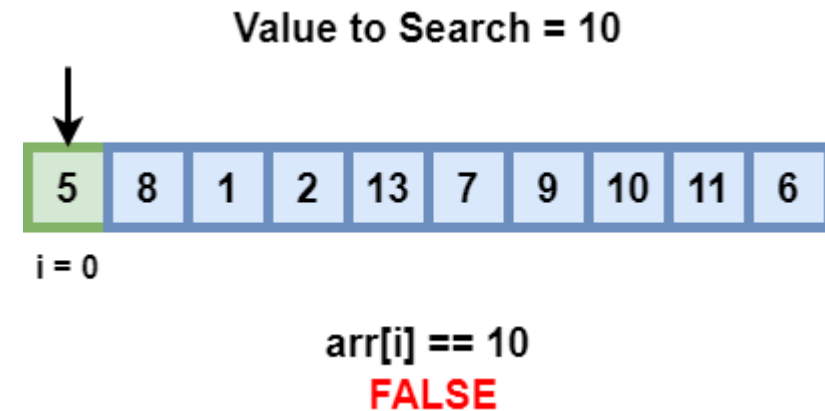 Value to Search = 10
5 8 1 2 13 7 9 10 11 6
i = 0
arr[i] == 10
FALSE